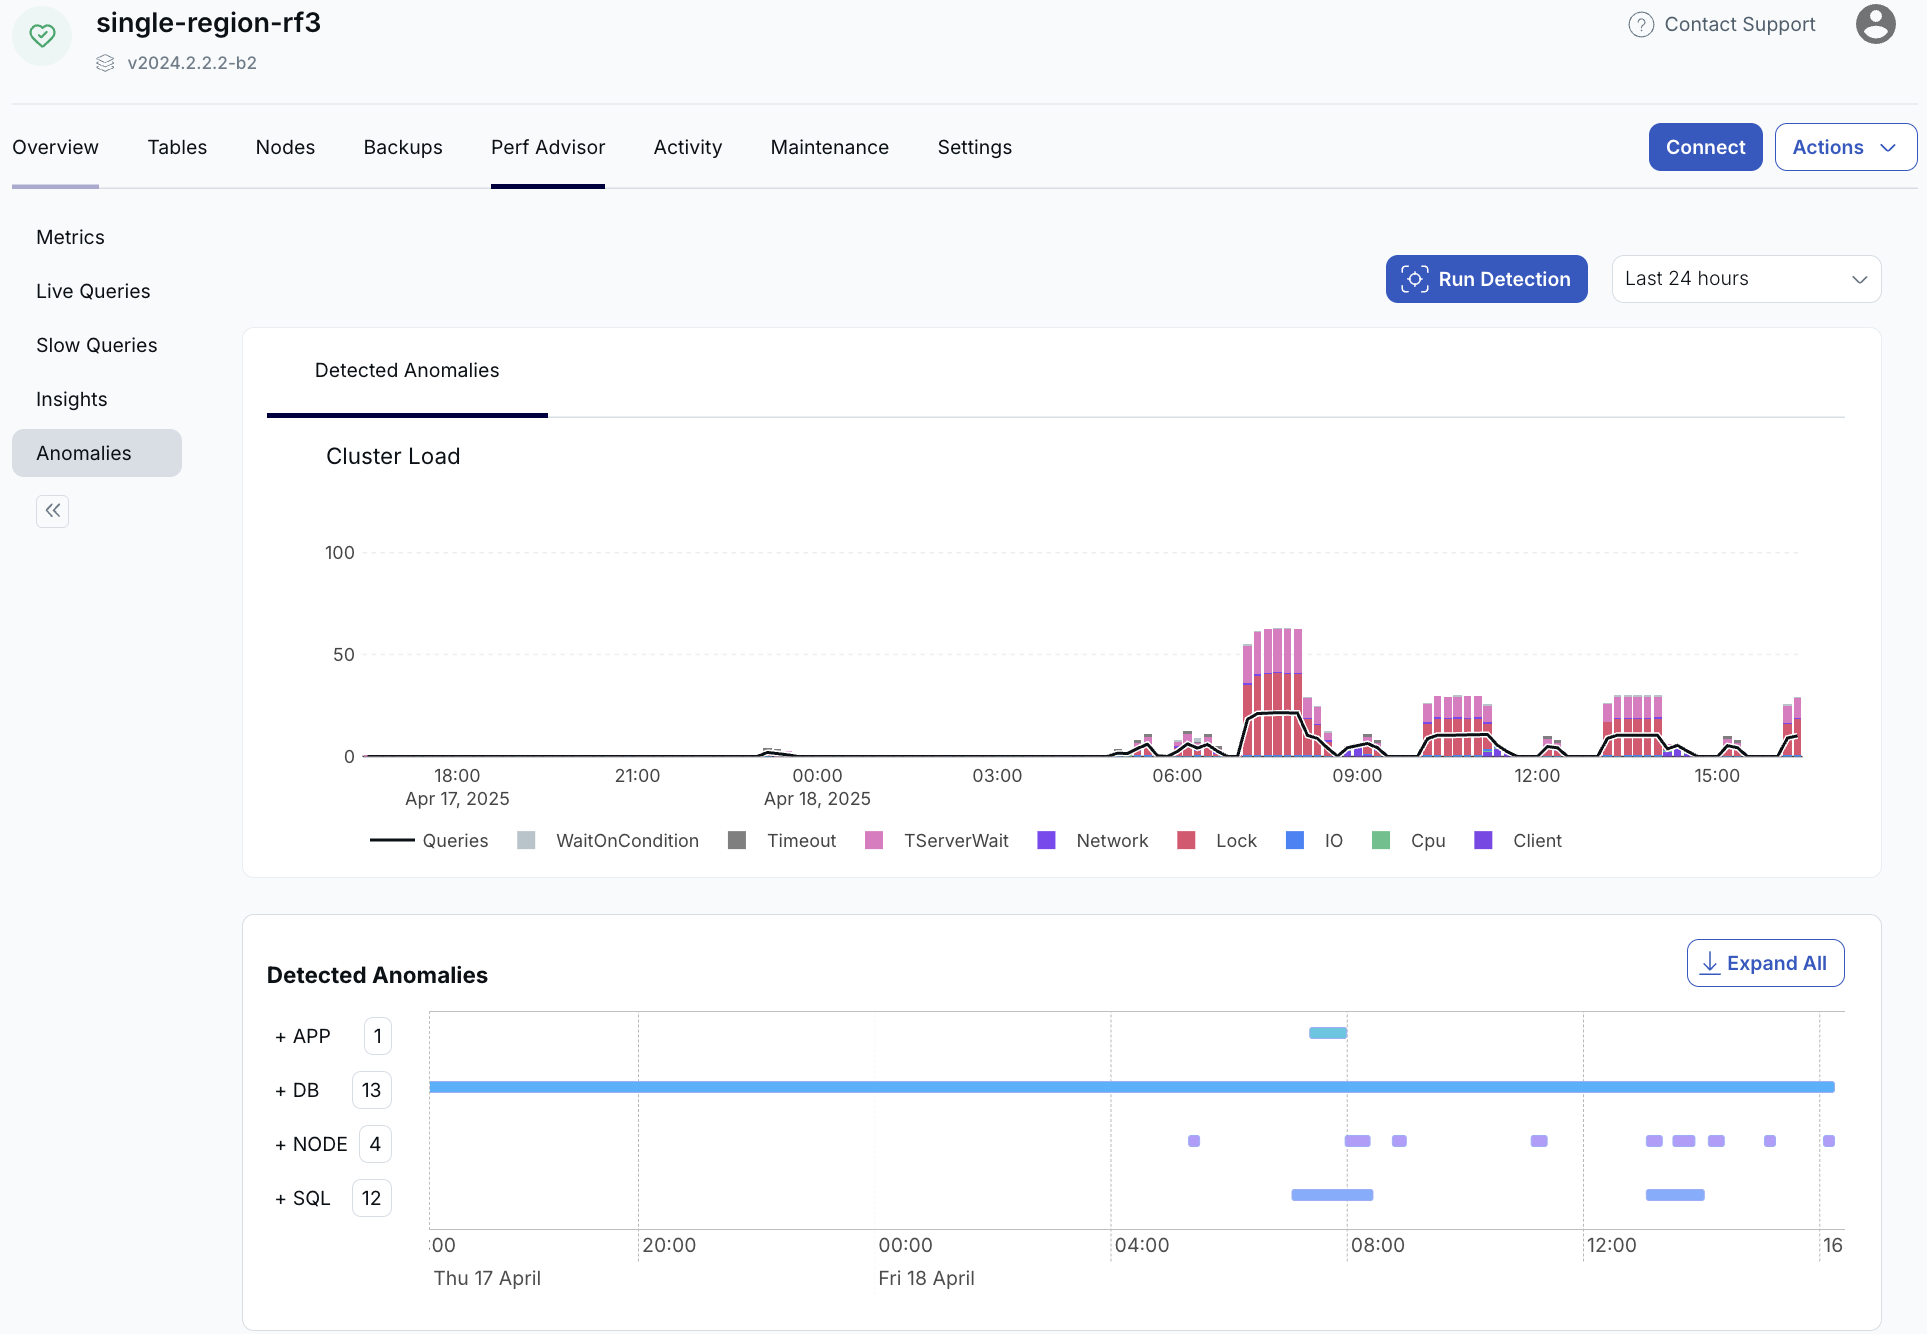 single-region-rf3
Contact Support
v2024.2.2.2-b2
Overview Tables Nodes Backups Perf Advisor Activity Maintenance Settings Connect Actions
Metrics
Live Queries
Slow Queries
Insights
Anomalies
Run Detection Last 24 hours
Detected Anomalies
Cluster Load
100
50
0
18:00 21:00 00:00 03:00 06:00 09:00 12:00 15:00
Apr 17, 2025 Apr 18, 2025
Queries WaitOnCondition Timeout TServerWait Network Lock IO Cpu Client
Detected Anomalies
Expand All
+ APP 1
+ DB 13
+ NODE 4
+ SQL 12
:00 20:00 00:00 04:00 08:00 12:00 16
Thu 17 April Fri 18 April